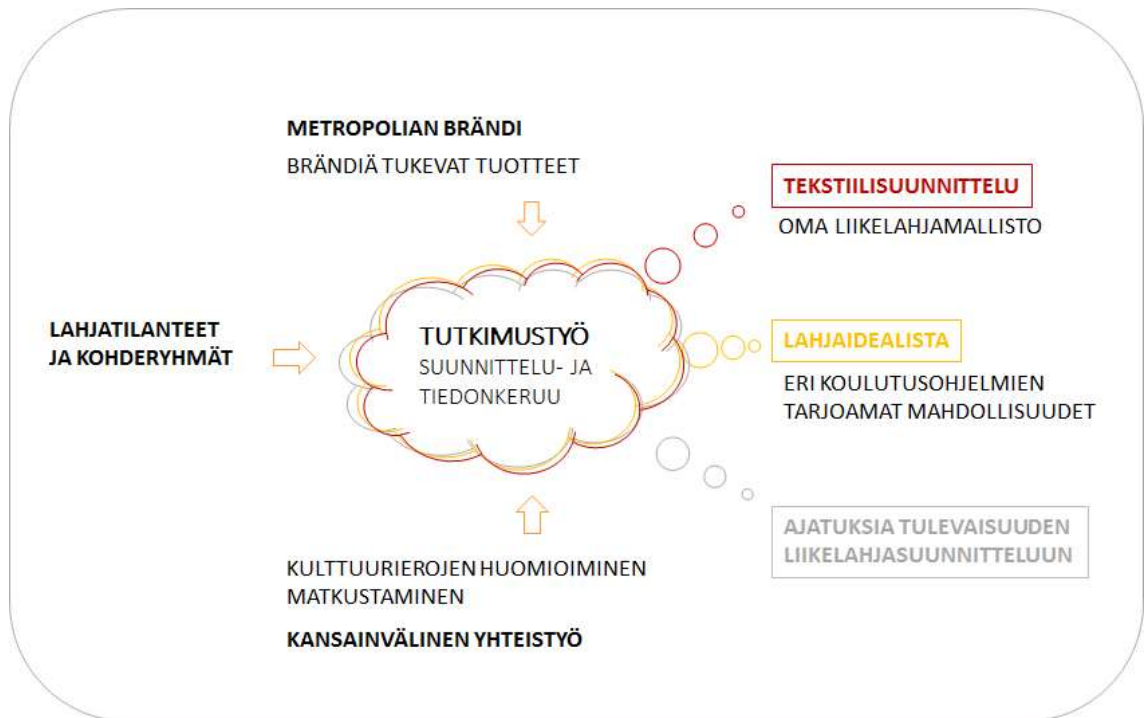 METROPOLIAN BRÄNDI
BRÄNDIÄ TUKEVAT TUOTTEET
TEKSTIILISUUNNITTELU
OMA LIIKELAHJAMALLISTO
LAHJATILANTEET
JA KOHDERYHMÄT
TUTKIMUSTYÖ
SUUNNITTELU- JA
TIEDONKERUU
LAHJAIDEALISTA
ERI KOULUTUSOHJELMIEN
TARJOAMAT MAHDOLLISUUDET
AJATUKSIA TULEVAISUUDEN
LIIKELAHJASUUNNITTELUUN
KULTTUURIEROJEN HUOMIOIMINEN
MATKUSTAMINEN
KANSAINVÄLINEN YHTEISTYÖ